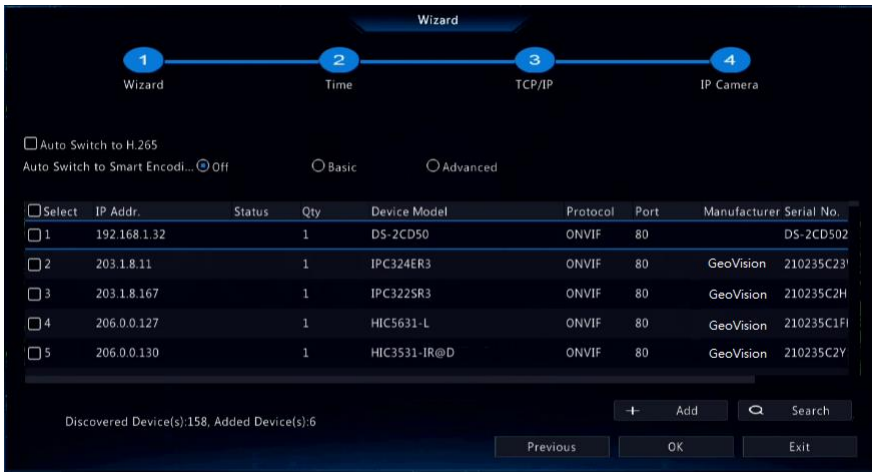 Wizard
1 2 3 4
Wizard Time TCP/IP IP Camera
Auto Switch to H.265
Auto Switch to Smart Encodi... Off Basic Advanced
Select IP Addr. Status Qty Device Model Protocol Port Manufacturer Serial No.
1 192.168.1.32 1 DS-2CD50 ONVIF 80 DS-2CD502
2 203.1.8.11 1 IPC324ER3 ONVIF 80 GeoVision 210235C23
3 203.1.8.167 1 IPC322SR3 ONVIF 80 GeoVision 210235C2H
4 206.0.0.127 1 HIC5631-L ONVIF 80 GeoVision 210235C1F
5 206.0.0.130 1 HIC3531-IR@D ONVIF 80 GeoVision 210235C2Y
Add Search
Discovered Device(s):158, Added Device(s):6
Previous OK Exit